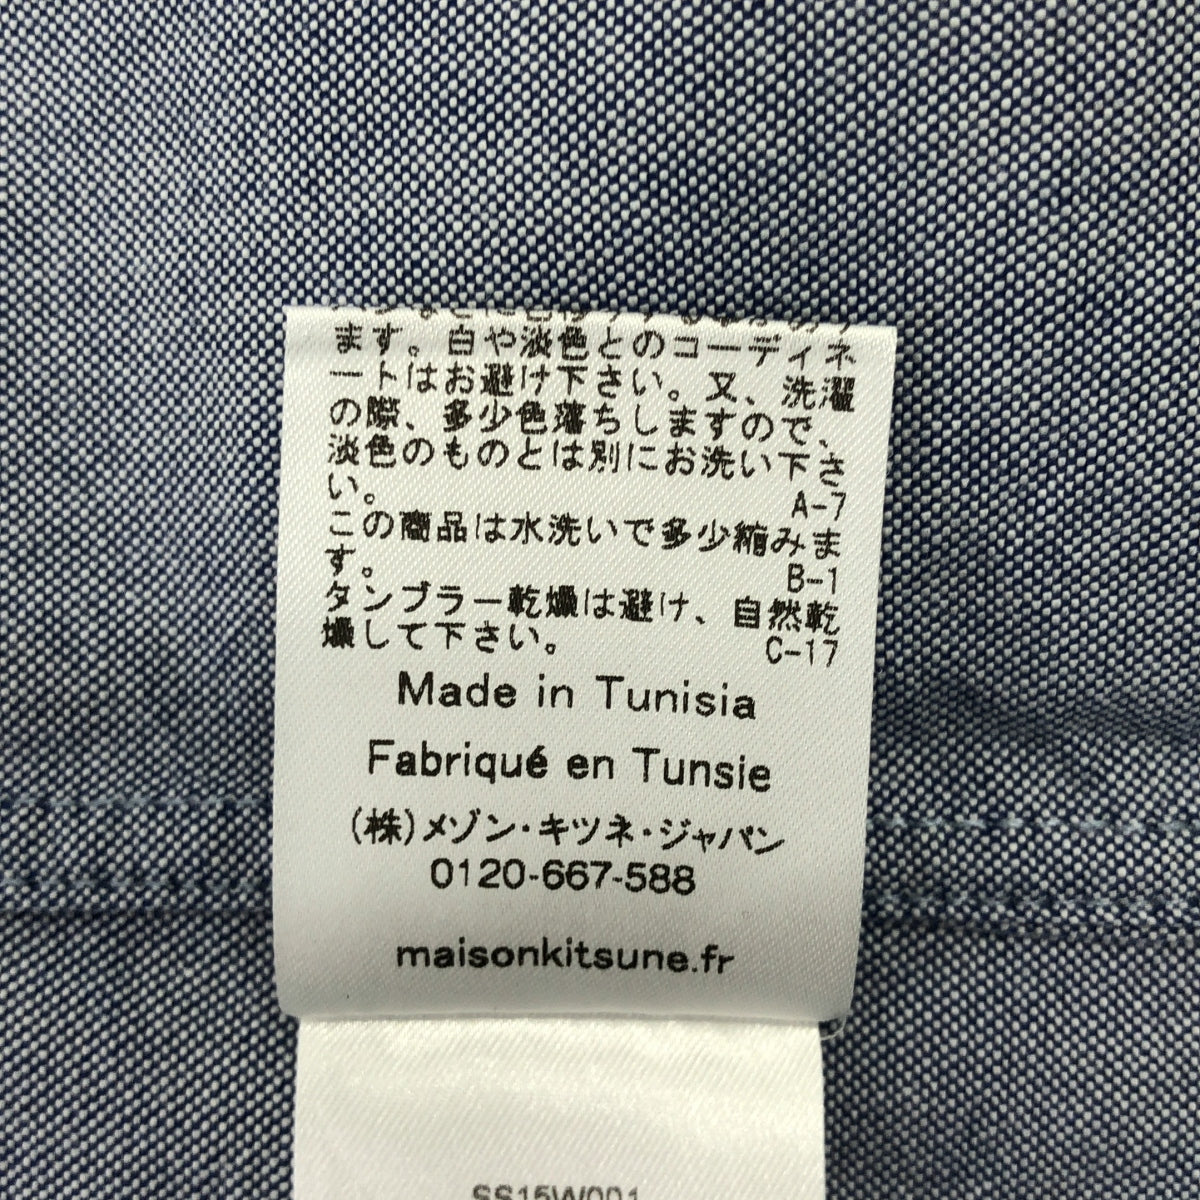 ます。白や淡色とのコーディネ
ートはお避け下さい。又、洗濯
の際、多少色落ちしますので、
淡色のものとは別にお洗い下さ
い。 A-7
この商品は水洗いで多少縮みま
す。 B-1
タンブラー乾燥は避け、自然乾
燥して下さい。 C-17
Made in Tunisia
Fabriqué en Tunsie
(株)メゾン・キツネ・ジャパン
0120-667-588
maisonkitsune.fr
SS15W001